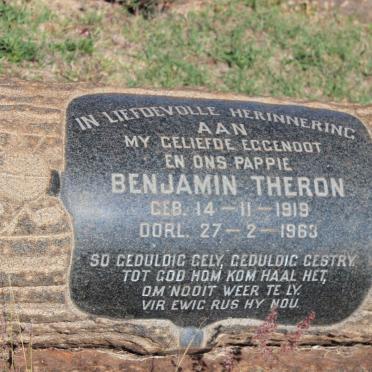 IN LIEFDEVOLLE HERINNERING
AAN
MY GELIEFDE EGGENOOT
EN ONS PAPPIE
BENJAMIN THERON
GEB. 14-11-1919
OORL. 27-2-1963
SO GEDULDIG GELY, GEDULDIG GESTRY
TOT GOD HOM KOM HAAL HET,
OM NOOIT WEER TE LY.
VIR EWIG RUS HY NOU.